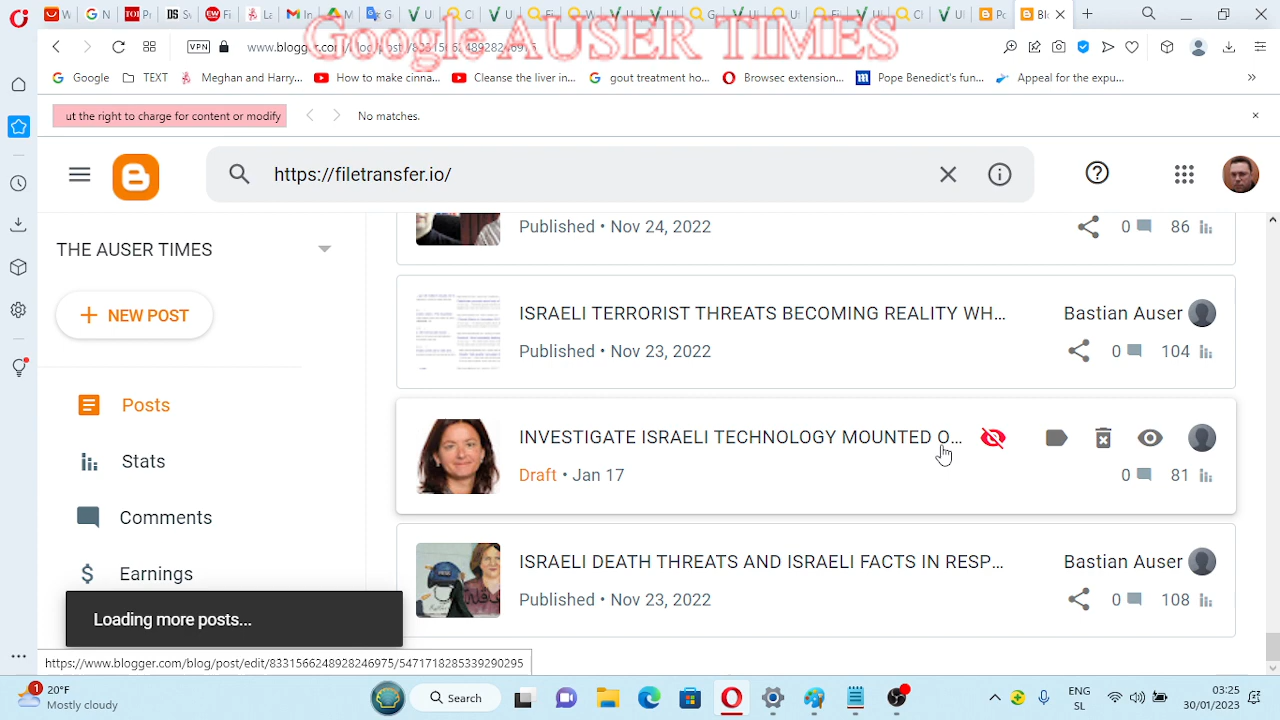 Google AUSER TIMES
VPN
www.blogger.com/blog/post
Google
TEXT
Meghan and Harry...
How to make cinna...
Cleanse the liver in...
gout treatment ho...
Browsec extension...
Pope Benedict's fun...
Appeal for the expu...
»
ut the right to charge for content or modify
No matches.
https://filetransfer.io/
THE AUSER TIMES
Published • Nov 24, 2022
0
86
+ NEW POST
ISRAELI TERRORIST THREATS BECOMING REALITY WH...
Bastian Auser
Published • Nov 23, 2022
0
104
Posts
INVESTIGATE ISRAELI TECHNOLOGY MOUNTED O...
Draft • Jan 17
0
81
Stats
Comments
Earnings
ISRAELI DEATH THREATS AND ISRAELI FACTS IN RESP...
Bastian Auser
Published • Nov 23, 2022
0
108
Loading more posts...
https://www.blogger.com/blog/post/edit/8331566248928246975/5471718285339290295
1
20°F
Mostly cloudy
Search
ENG
SL
03:25
30/01/2023